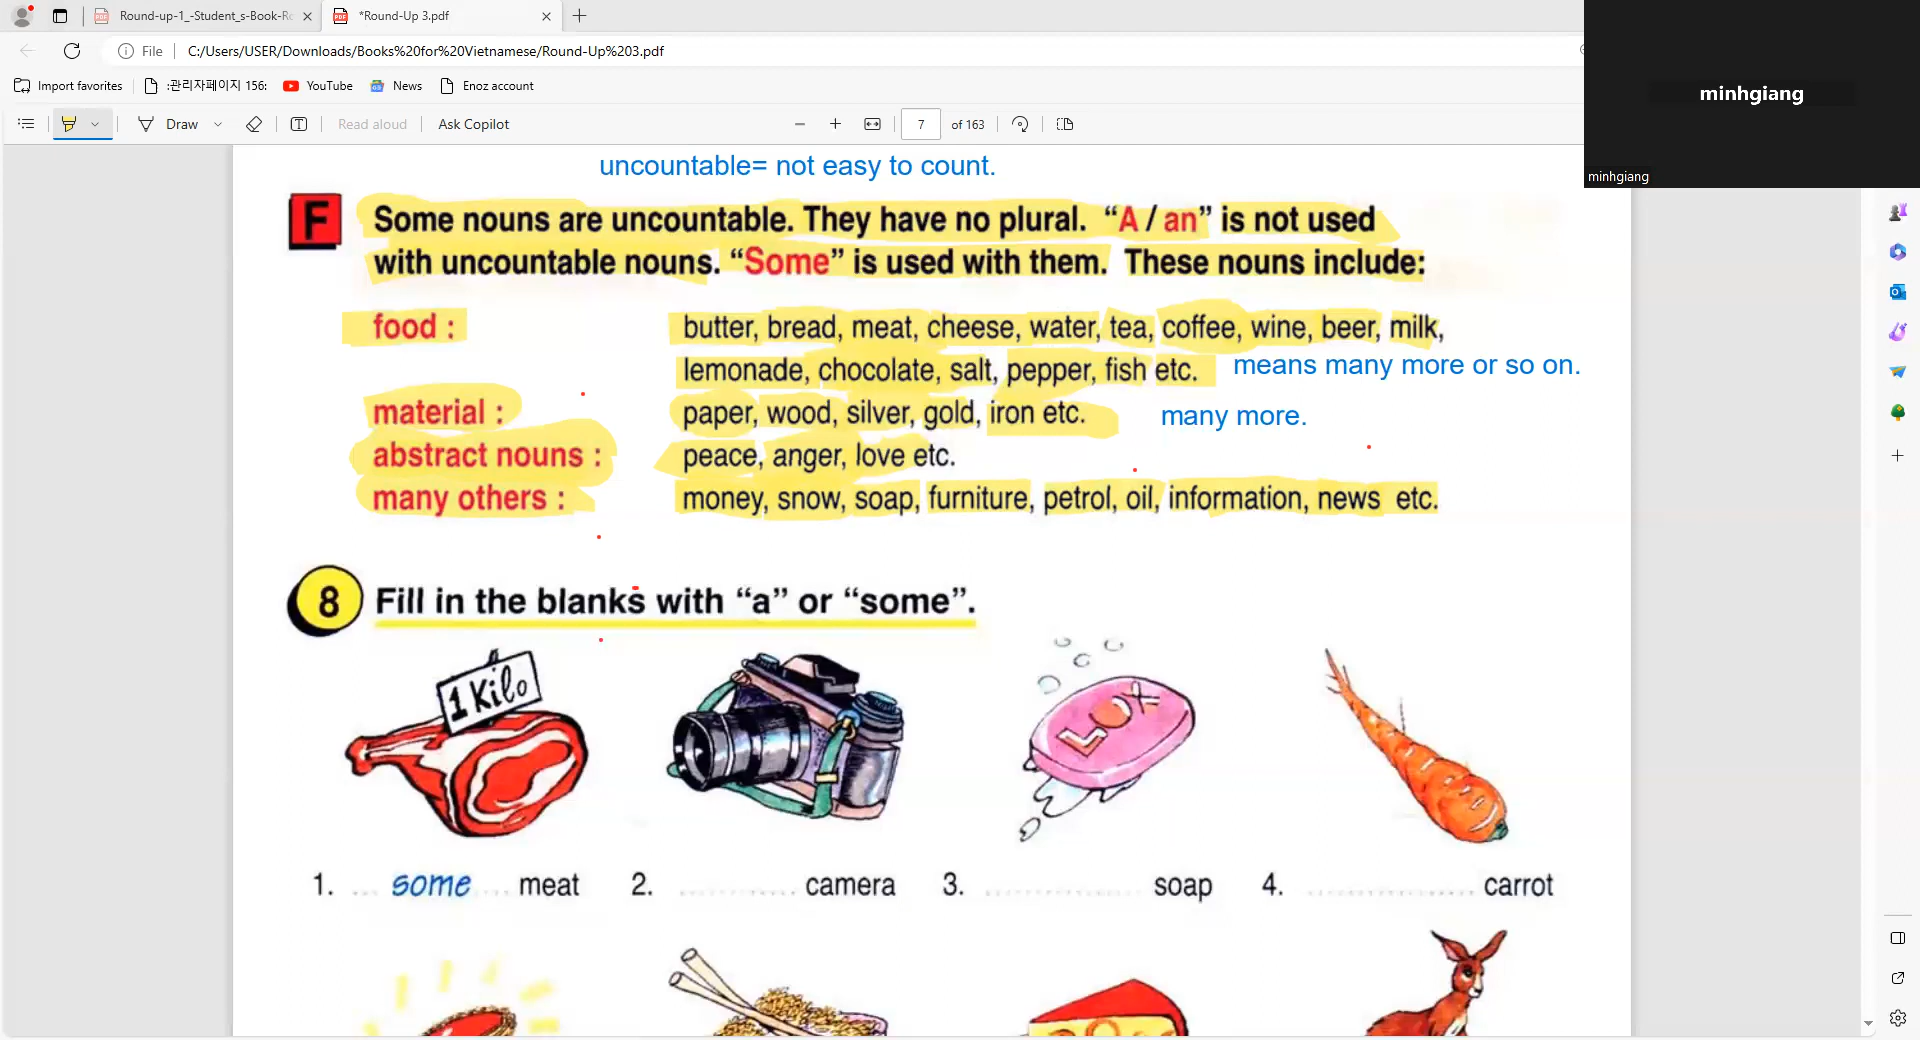 Round-up-1_-Student_s-Book-Ro
*Round-Up 3.pdf
File
C:/Users/USER/Downloads/Books%20for%20Vietnamese/Round-Up%203.pdf
Import favorites
:관리자페이지 156:
YouTube
News
Enoz account
Draw
Read aloud
Ask Copilot
7
of 163
minhgiang
minhgiang
uncountable= not easy to count.
F
Some nouns are uncountable. They have no plural. “A / an” is not used
with uncountable nouns. “Some” is used with them. These nouns include:
food : butter, bread, meat, cheese, water, tea, coffee, wine, beer, milk,
lemonade, chocolate, salt, pepper, fish etc. means many more or so on.
material : paper, wood, silver, gold, iron etc. many more.
abstract nouns : peace, anger, love etc.
many others : money, snow, soap, furniture, petrol, oil, information, news etc.
8 Fill in the blanks with “a” or “some”.
1 Kilo
LUX
1. ... some ... meat
2. ............ camera
3. ................ soap
4. ................ carrot